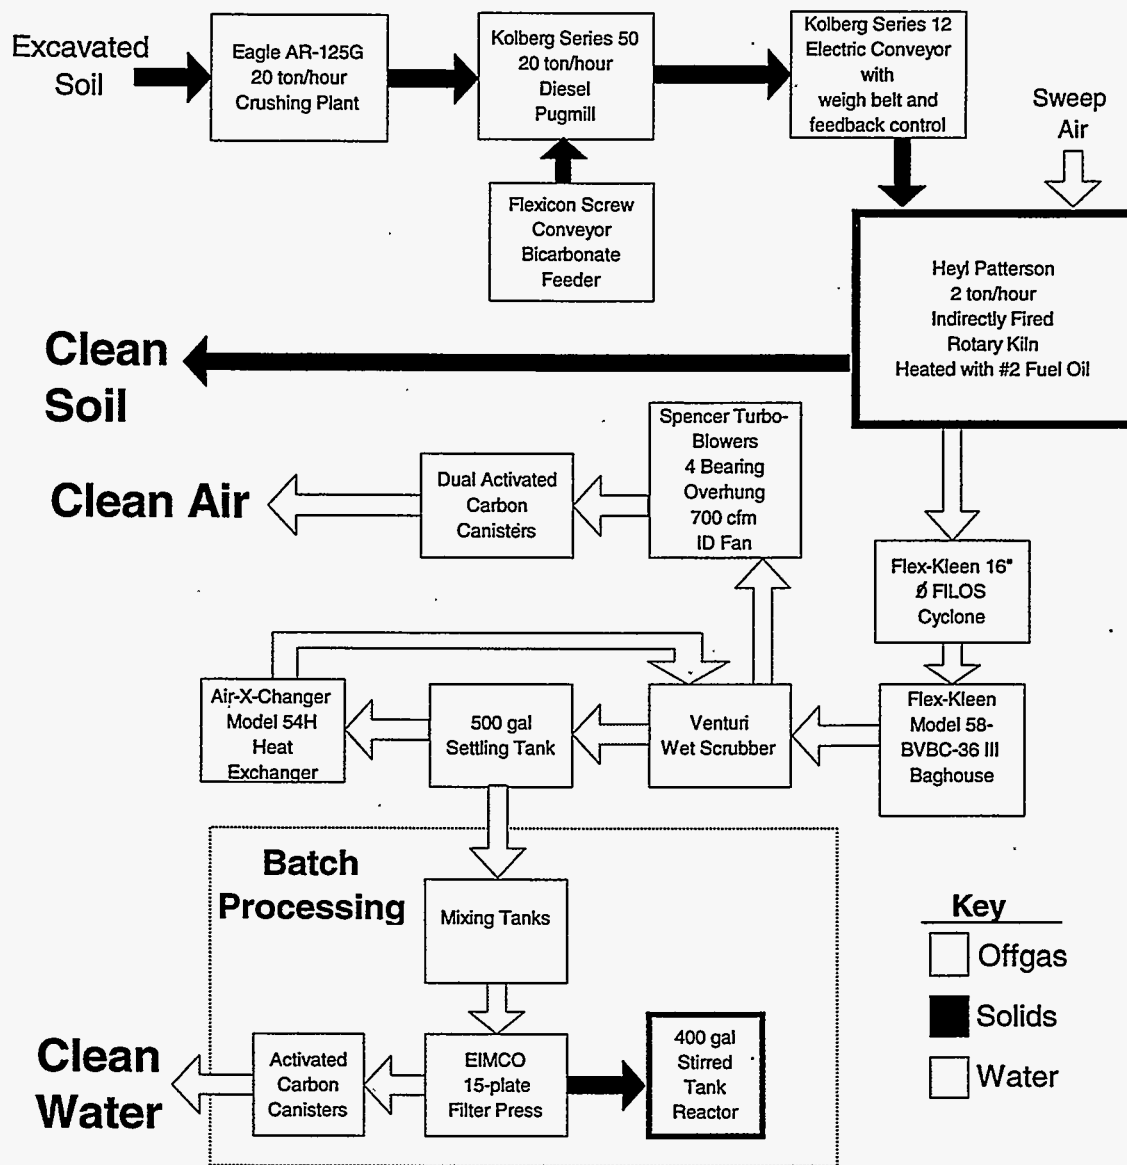 Excavated
Soil
Eagle AR-125G
20 ton/hour
Crushing Plant
Kolberg Series 50
20 ton/hour
Diesel
Pugmill
Kolberg Series 12
Electric Conveyor
with
weigh belt and
feedback control
Sweep
Air
Flexicon Screw
Conveyor
Bicarbonate
Feeder
Heyl Patterson
2 ton/hour
Indirectly Fired
Rotary Kiln
Heated with #2 Fuel Oil
Clean
Soil
Spencer Turbo-
Blowers
4 Bearing
Overhung
700 cfm
ID Fan
Dual Activated
Carbon
Canisters
Clean Air
Flex-Kleen 16"
Ø FILOS
Cyclone
Air-X-Changer
Model 54H
Heat
Exchanger
500 gal
Settling Tank
Venturi
Wet Scrubber
Flex-Kleen
Model 58-
BVBC-36 III
Baghouse
Batch
Processing
Mixing Tanks
Key
Offgas
Solids
Water
Clean
Water
Activated
Carbon
Canisters
EIMCO
15-plate
Filter Press
400 gal
Stirred
Tank
Reactor